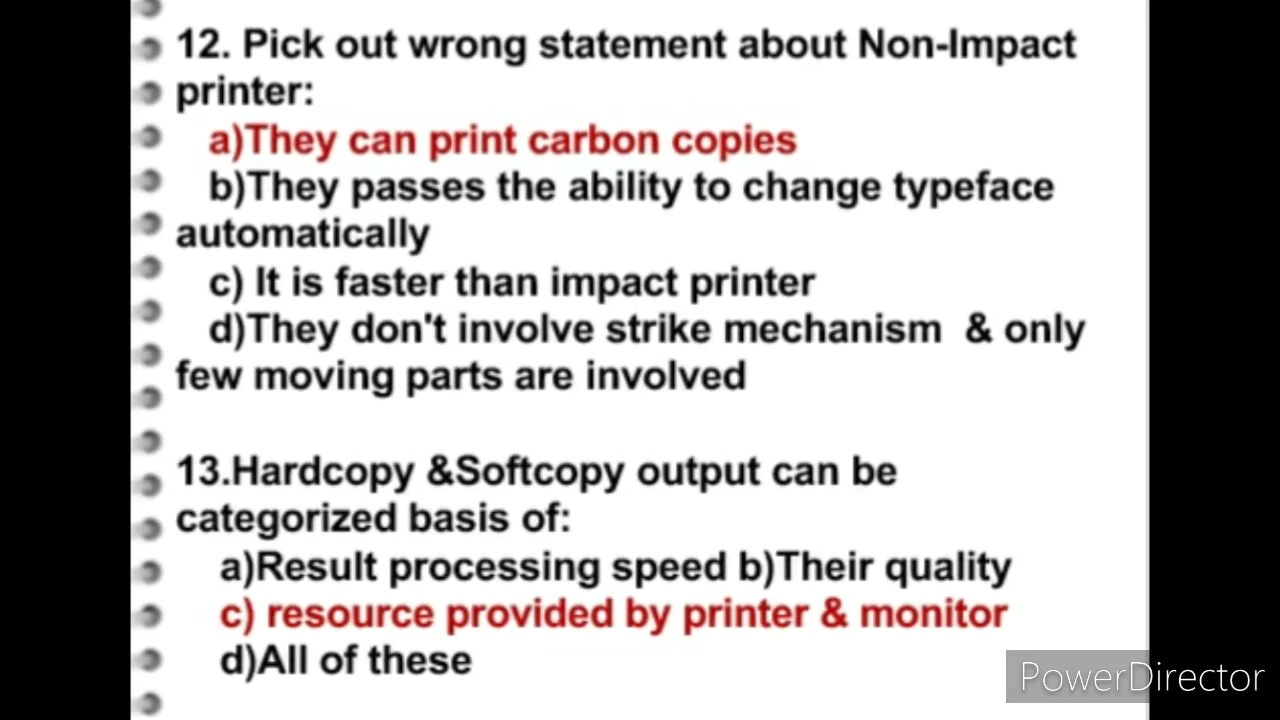 12. Pick out wrong statement about Non-Impact
printer:
a)They can print carbon copies
b)They passes the ability to change typeface
automatically
c) It is faster than impact printer
d)They don't involve strike mechanism & only
few moving parts are involved
13.Hardcopy &Softcopy output can be
categorized basis of:
a)Result processing speed b)Their quality
c) resource provided by printer & monitor
d)All of these
PowerDirector